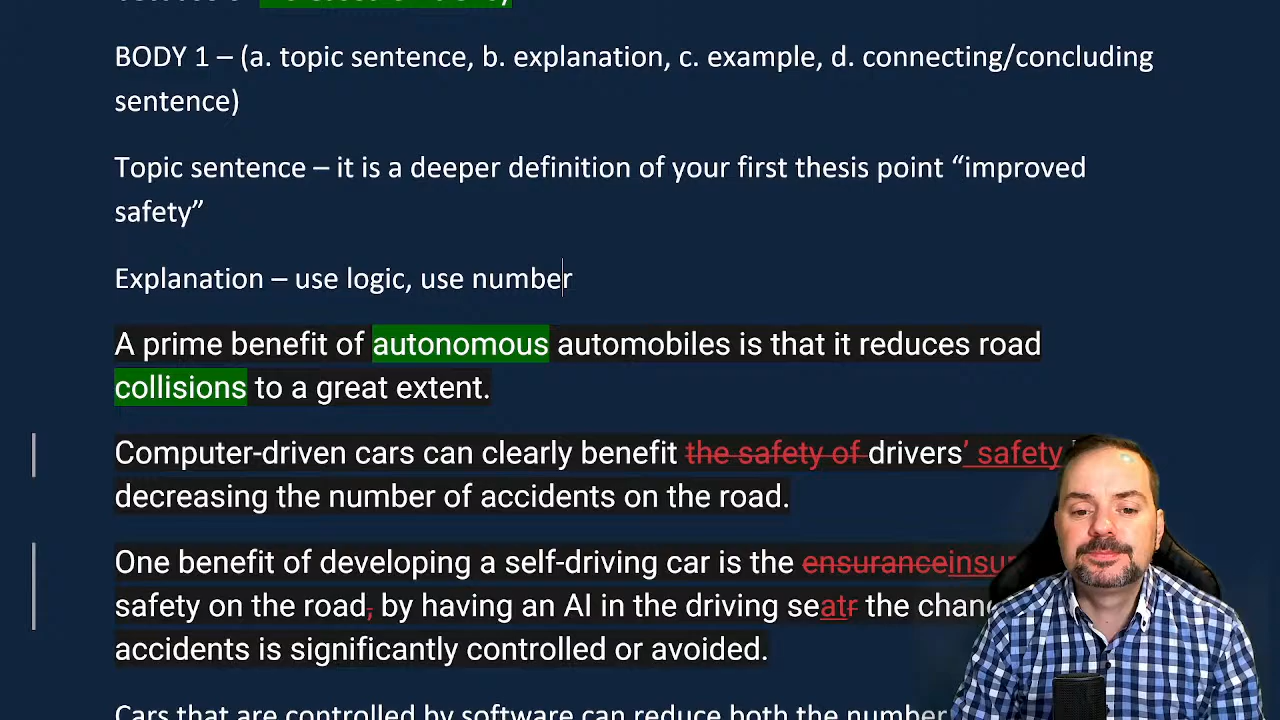 BODY 1 – (a. topic sentence, b. explanation, c. example, d. connecting/concluding
sentence)
Topic sentence – it is a deeper definition of your first thesis point “improved
safety”
Explanation – use logic, use number
A prime benefit of autonomous automobiles is that it reduces road
collisions to a great extent.
Computer-driven cars can clearly benefit the safety of drivers’ safety
decreasing the number of accidents on the road.
One benefit of developing a self-driving car is the ensurance
safety on the road, by having an AI in the driving seatr the
accidents is significantly controlled or avoided.
Cars that are controlled by software can reduce both the number